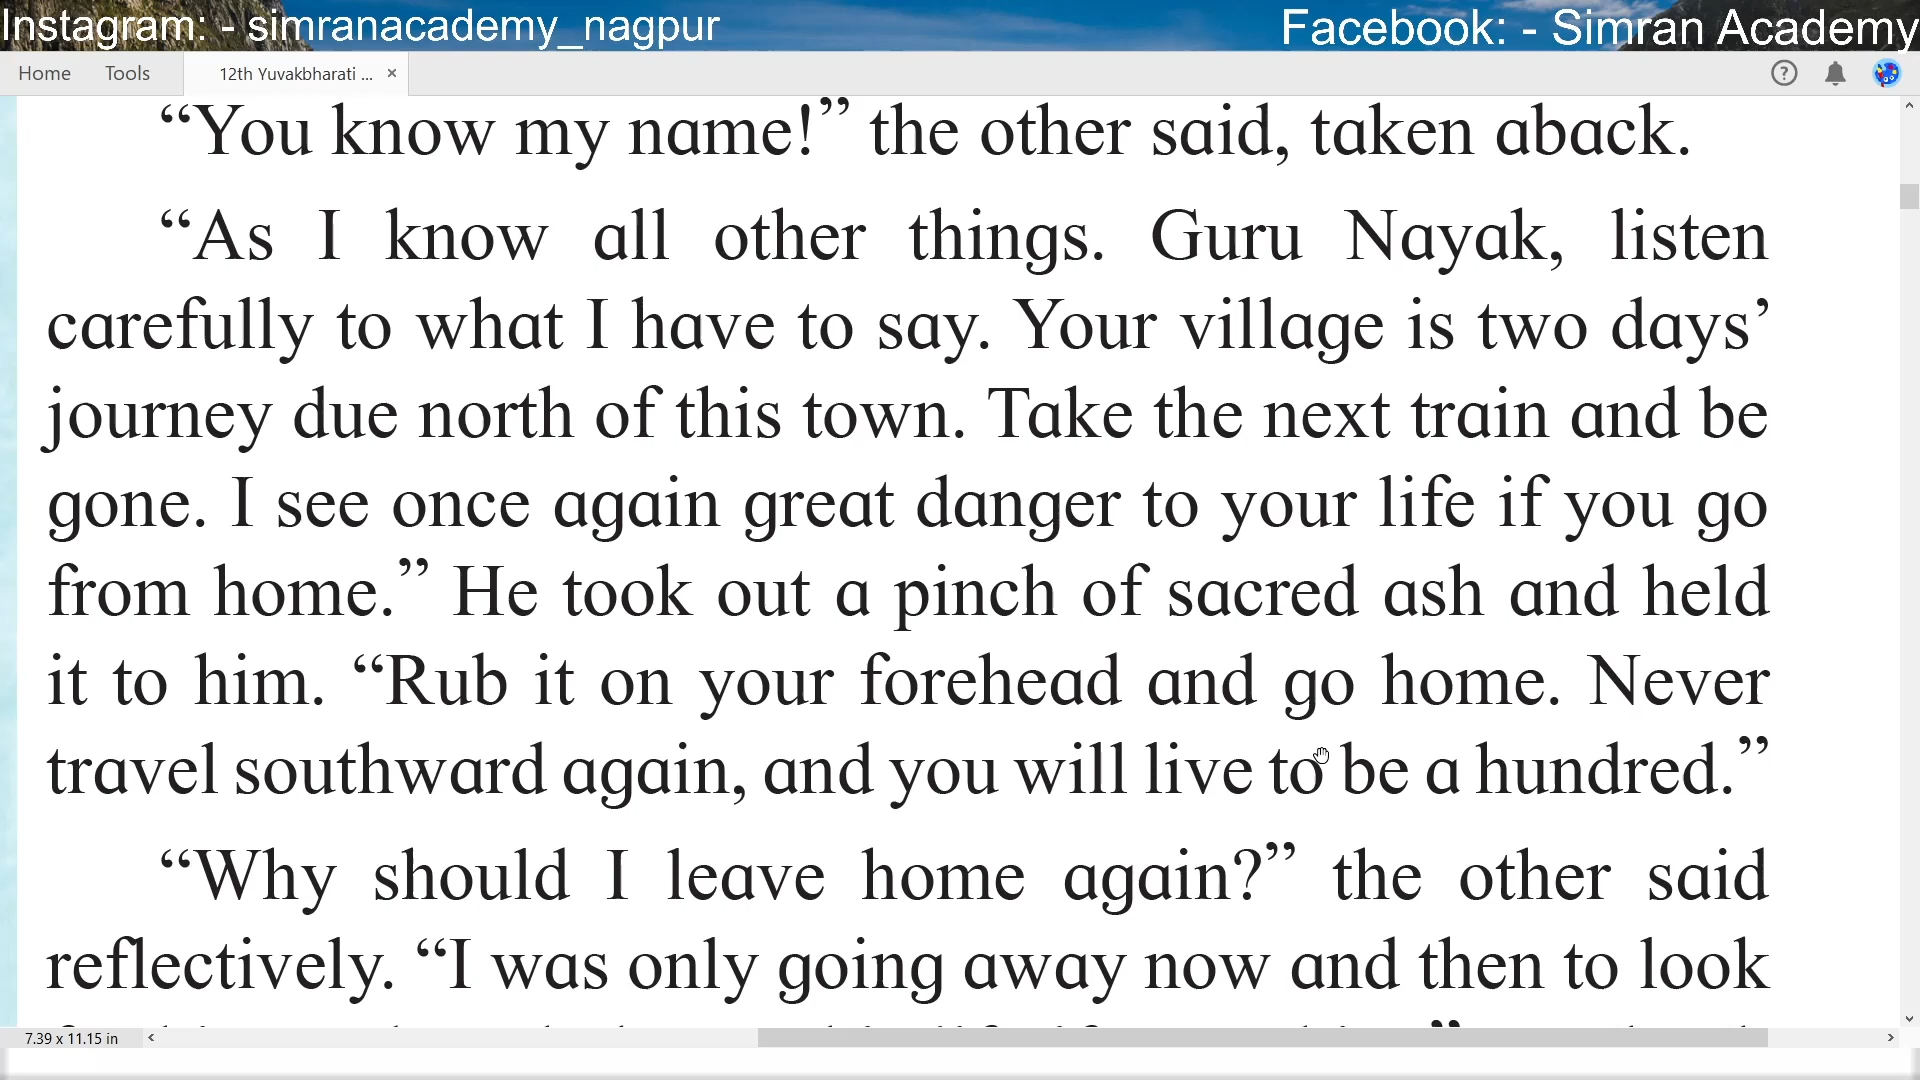 Instagram: - simranacademy_nagpur
Facebook: - Simran Academy
Home Tools 12th Yuvakbharati ... ×
“You know my name!” the other said, taken aback.
“As I know all other things. Guru Nayak, listen
carefully to what I have to say. Your village is two days’
journey due north of this town. Take the next train and be
gone. I see once again great danger to your life if you go
from home.” He took out a pinch of sacred ash and held
it to him. “Rub it on your forehead and go home. Never
travel southward again, and you will live to be a hundred.”
“Why should I leave home again?” the other said
reflectively. “I was only going away now and then to look
7.39 x 11.15 in